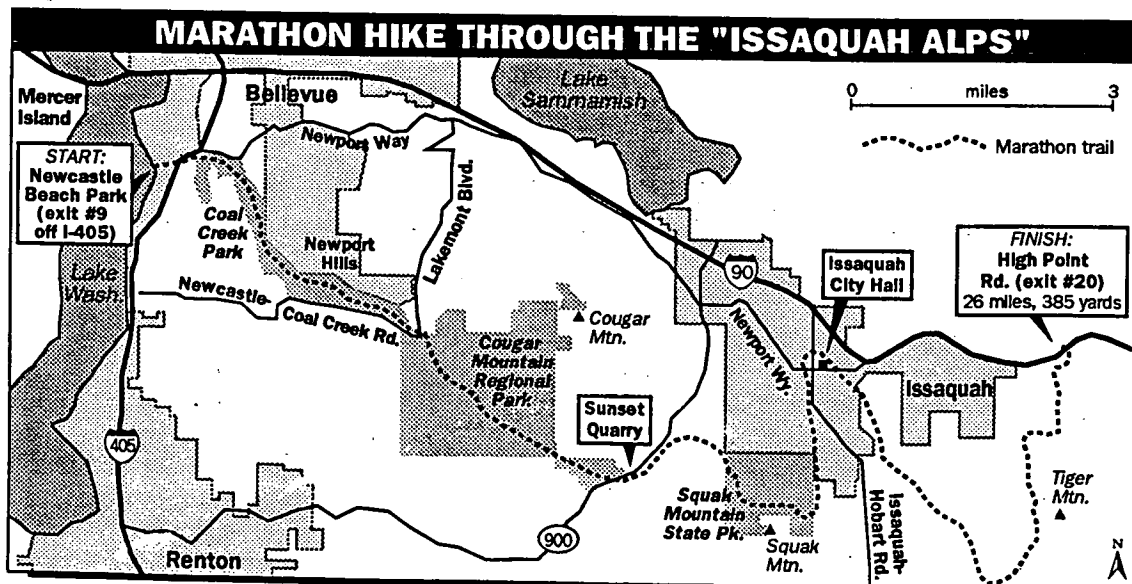 MARATHON HIKE THROUGH THE "ISSAQUAH ALPS"
Mercer
Island
Bellevue
Lake
Sammamish
0 miles 3
Marathon trail
START:
Newcastle
Beach Park
(exit #9
off I-405)
Newport Way
Coal
Creek
Park
Newport
Hills
Lakemont Blvd.
Lake
Wash.
Newcastle-
Coal Creek Rd.
Cougar
Mtn.
Cougar
Mountain
Regional
Park
90
Issaquah
City Hall
FINISH:
High Point
Rd. (exit #20)
26 miles, 385 yards
Newport Wy.
Issaquah
Sunset
Quarry
405
Squak
Mountain
State Pk.
Squak
Mtn.
Issaquah-
Hobart Rd.
Tiger
Mtn.
900
Renton
N